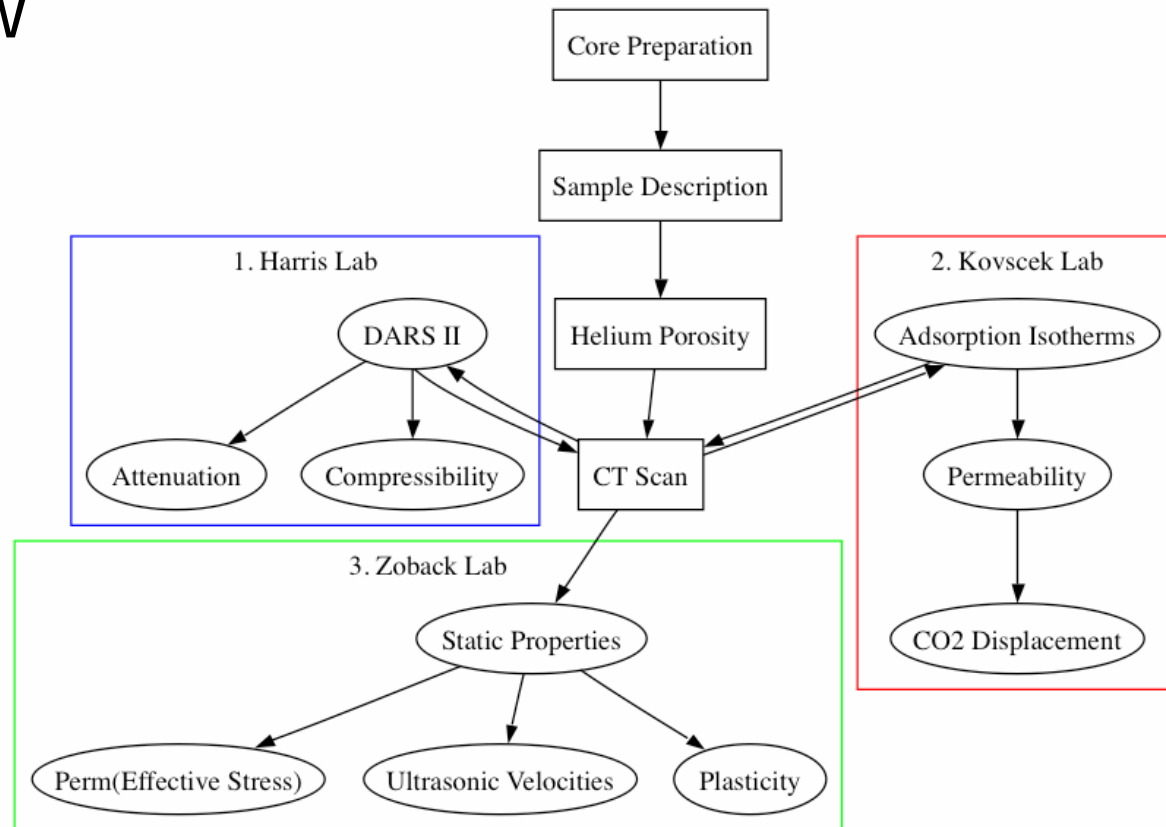 w
Core Preparation
Sample Description
1. Harris Lab
2. Kovscek Lab
DARS II
Helium Porosity
Adsorption Isotherms
Attenuation
Compressibility
CT Scan
Permeability
3. Zoback Lab
Static Properties
CO2 Displacement
Perm(Effective Stress)
Ultrasonic Velocities
Plasticity